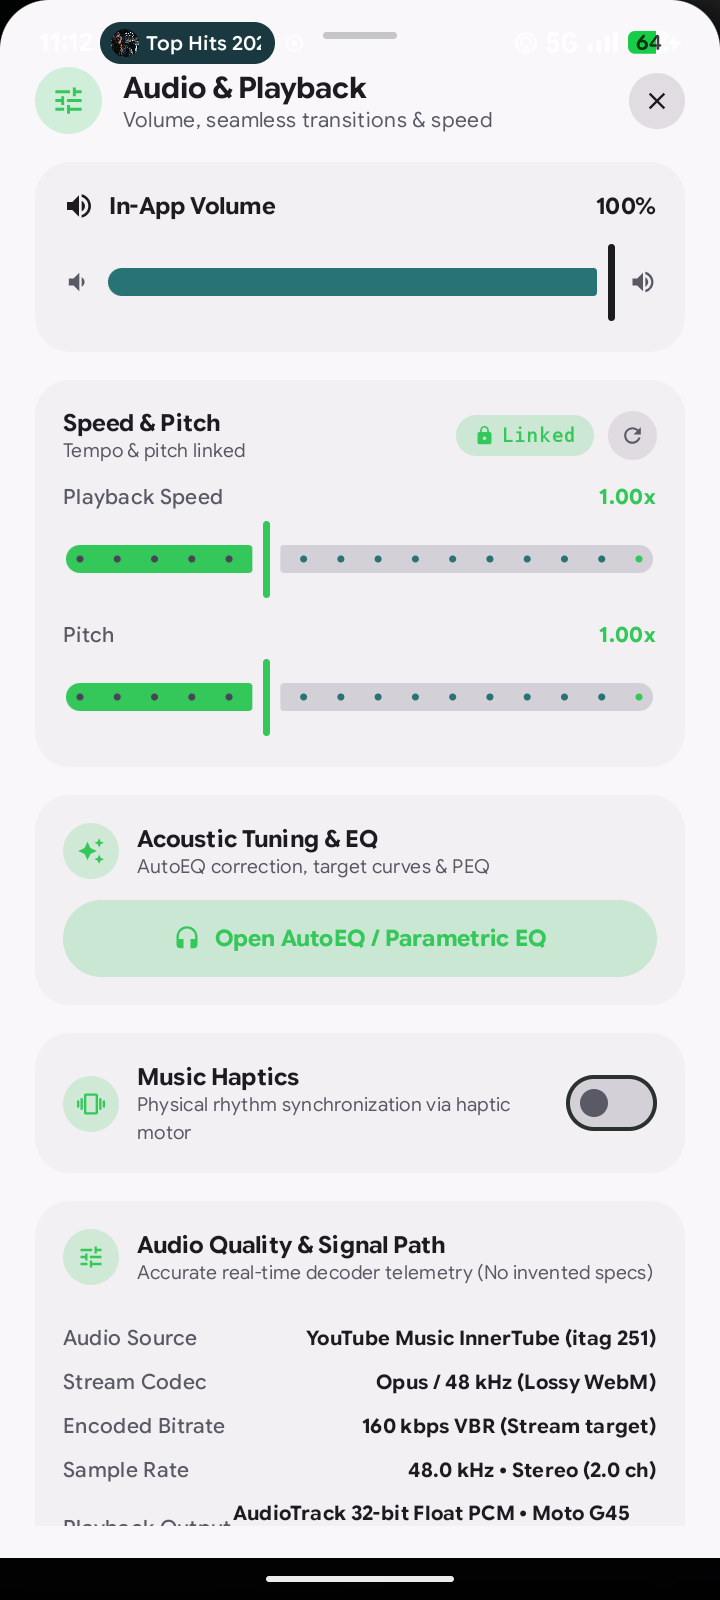 11:12 Top Hits 202 5G 64
Audio & Playback
Volume, seamless transitions & speed
In-App Volume 100%
Speed & Pitch
Tempo & pitch linked
Linked
Playback Speed 1.00x
Pitch 1.00x
Acoustic Tuning & EQ
AutoEQ correction, target curves & PEQ
Open AutoEQ / Parametric EQ
Music Haptics
Physical rhythm synchronization via haptic
motor
Audio Quality & Signal Path
Accurate real-time decoder telemetry (No invented specs)
Audio Source YouTube Music InnerTube (itag 251)
Stream Codec Opus / 48 kHz (Lossy WebM)
Encoded Bitrate 160 kbps VBR (Stream target)
Sample Rate 48.0 kHz • Stereo (2.0 ch)
Playback Output AudioTrack 32-bit Float PCM • Moto G45